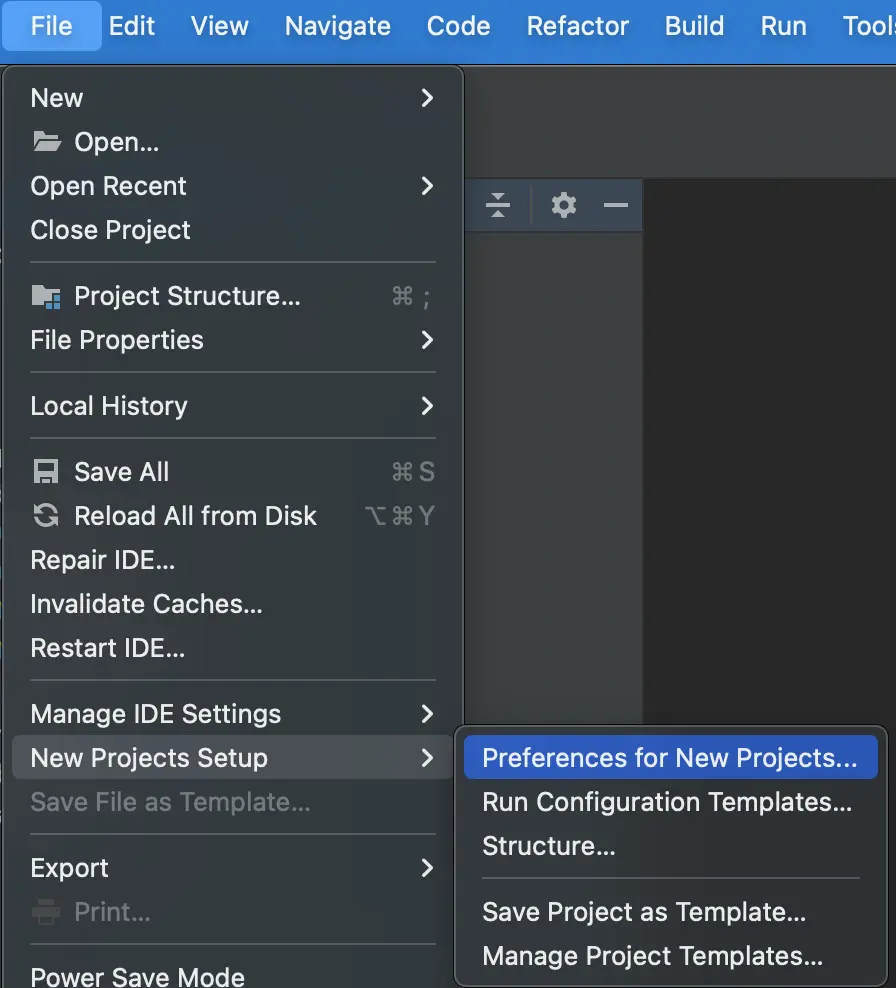 File Edit View Navigate Code Refactor Build Run
New
Open...
Open Recent
Close Project
Project Structure... ⌘ ;
File Properties
Local History
Save All ⌘ S
Reload All from Disk ⌥ ⌘ Y
Repair IDE...
Invalidate Caches...
Restart IDE...
Manage IDE Settings
New Projects Setup
Save File as Template...
Export
Print...
Power Save Mode
Preferences for New Projects...
Run Configuration Templates...
Structure...
Save Project as Template...
Manage Project Templates...